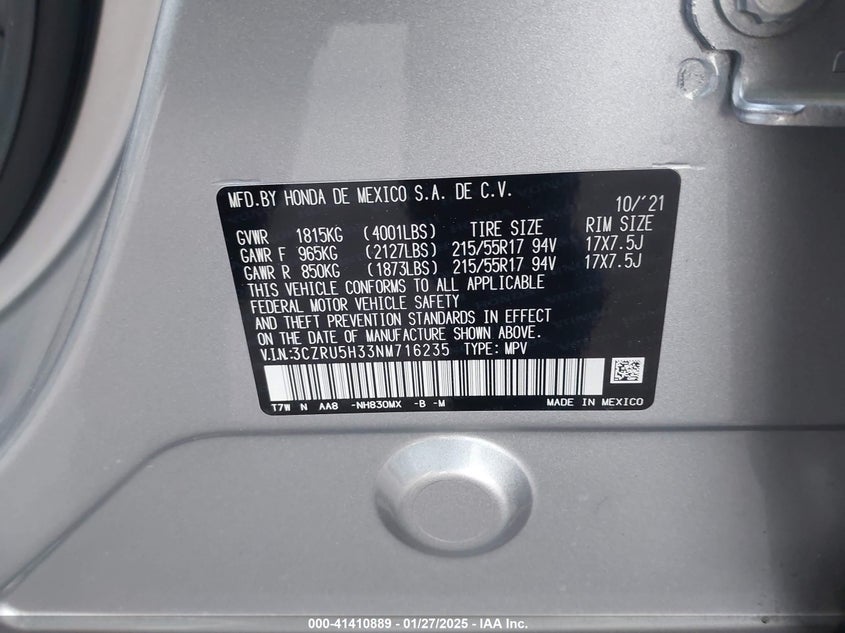 MFD.BY HONDA DE MEXICO S.A. DE C.V. 10/'21
GVWR 1815KG (4001LBS) TIRE SIZE RIM SIZE
GAWR F 965KG (2127LBS) 215/55R17 94V 17X7.5J
GAWR R 850KG (1873LBS) 215/55R17 94V 17X7.5J
THIS VEHICLE CONFORMS TO ALL APPLICABLE
FEDERAL MOTOR VEHICLE SAFETY
AND THEFT PREVENTION STANDARDS IN EFFECT
ON THE DATE OF MANUFACTURE SHOWN ABOVE.
V.I.N.:3CZRU5H33NM716235 TYPE: MPV
T7W N AA8 -NH830MX -B -M MADE IN MEXICO
000-41410889 - 01/27/2025 - IAA Inc.